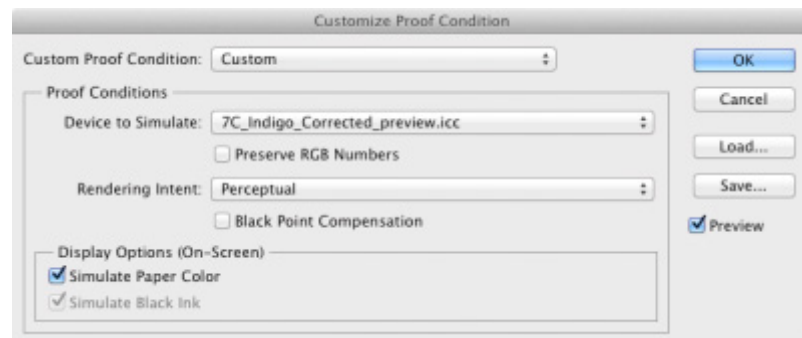 Customize Proof Condition
Custom Proof Condition: Custom
OK
Proof Conditions
Cancel
Device to Simulate: 7C_Indigo_Corrected_preview.icc
Preserve RGB Numbers
Load...
Rendering Intent: Perceptual
Save...
Black Point Compensation
Preview
Display Options (On-Screen)
Simulate Paper Color
Simulate Black Ink